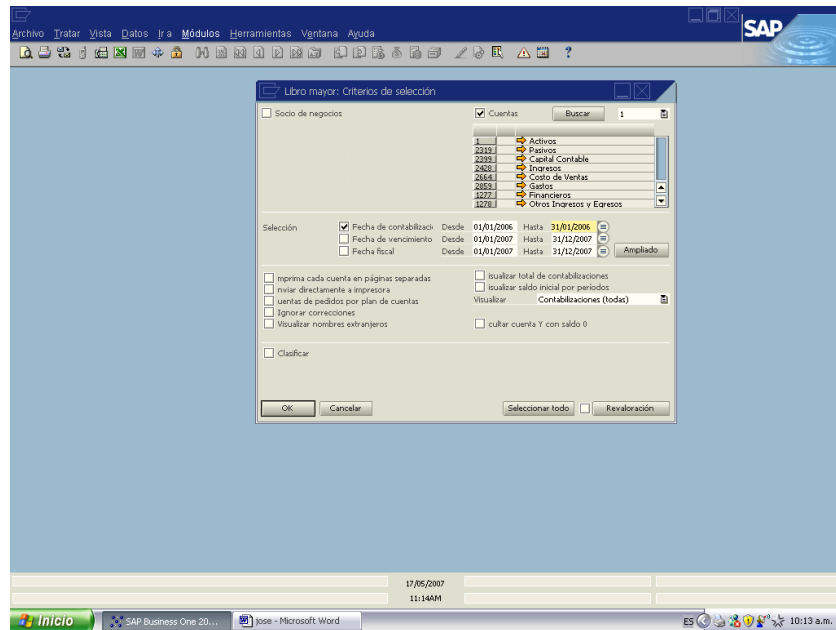 Archivo Tratar Vista Datos Ir a Módulos Herramientas Ventana Ayuda
SAP
Libro mayor: Criterios de selección
Socio de negocios
Cuentas Buscar 1
1 Activos
2319 Pasivos
2399 Capital Contable
2428 Ingresos
2664 Costo de Ventas
2859 Gastos
1277 Financieros
1278 Otros Ingresos y Egresos
Selección Fecha de contabilizaci Desde 01/01/2006 Hasta 31/01/2006
Fecha de vencimiento Desde 01/01/2007 Hasta 31/12/2007
Fecha fiscal Desde 01/01/2007 Hasta 31/12/2007 Ampliado
mprima cada cuenta en páginas separadas
nviar directamente a impresora
uentas de pedidos por plan de cuentas
Ignorar correcciones
Visualizar nombres extranjeros
isualizar total de contabilizaciones
isualizar saldo inicial por períodos
Visualizar Contabilizaciones (todas)
cultar cuenta Y con saldo 0
Clasificar
OK Cancelar Seleccionar todo Revaloración
17/05/2007
11:14AM
Inicio SAP Business One 20... jose - Microsoft Word ES 10:13 a.m.